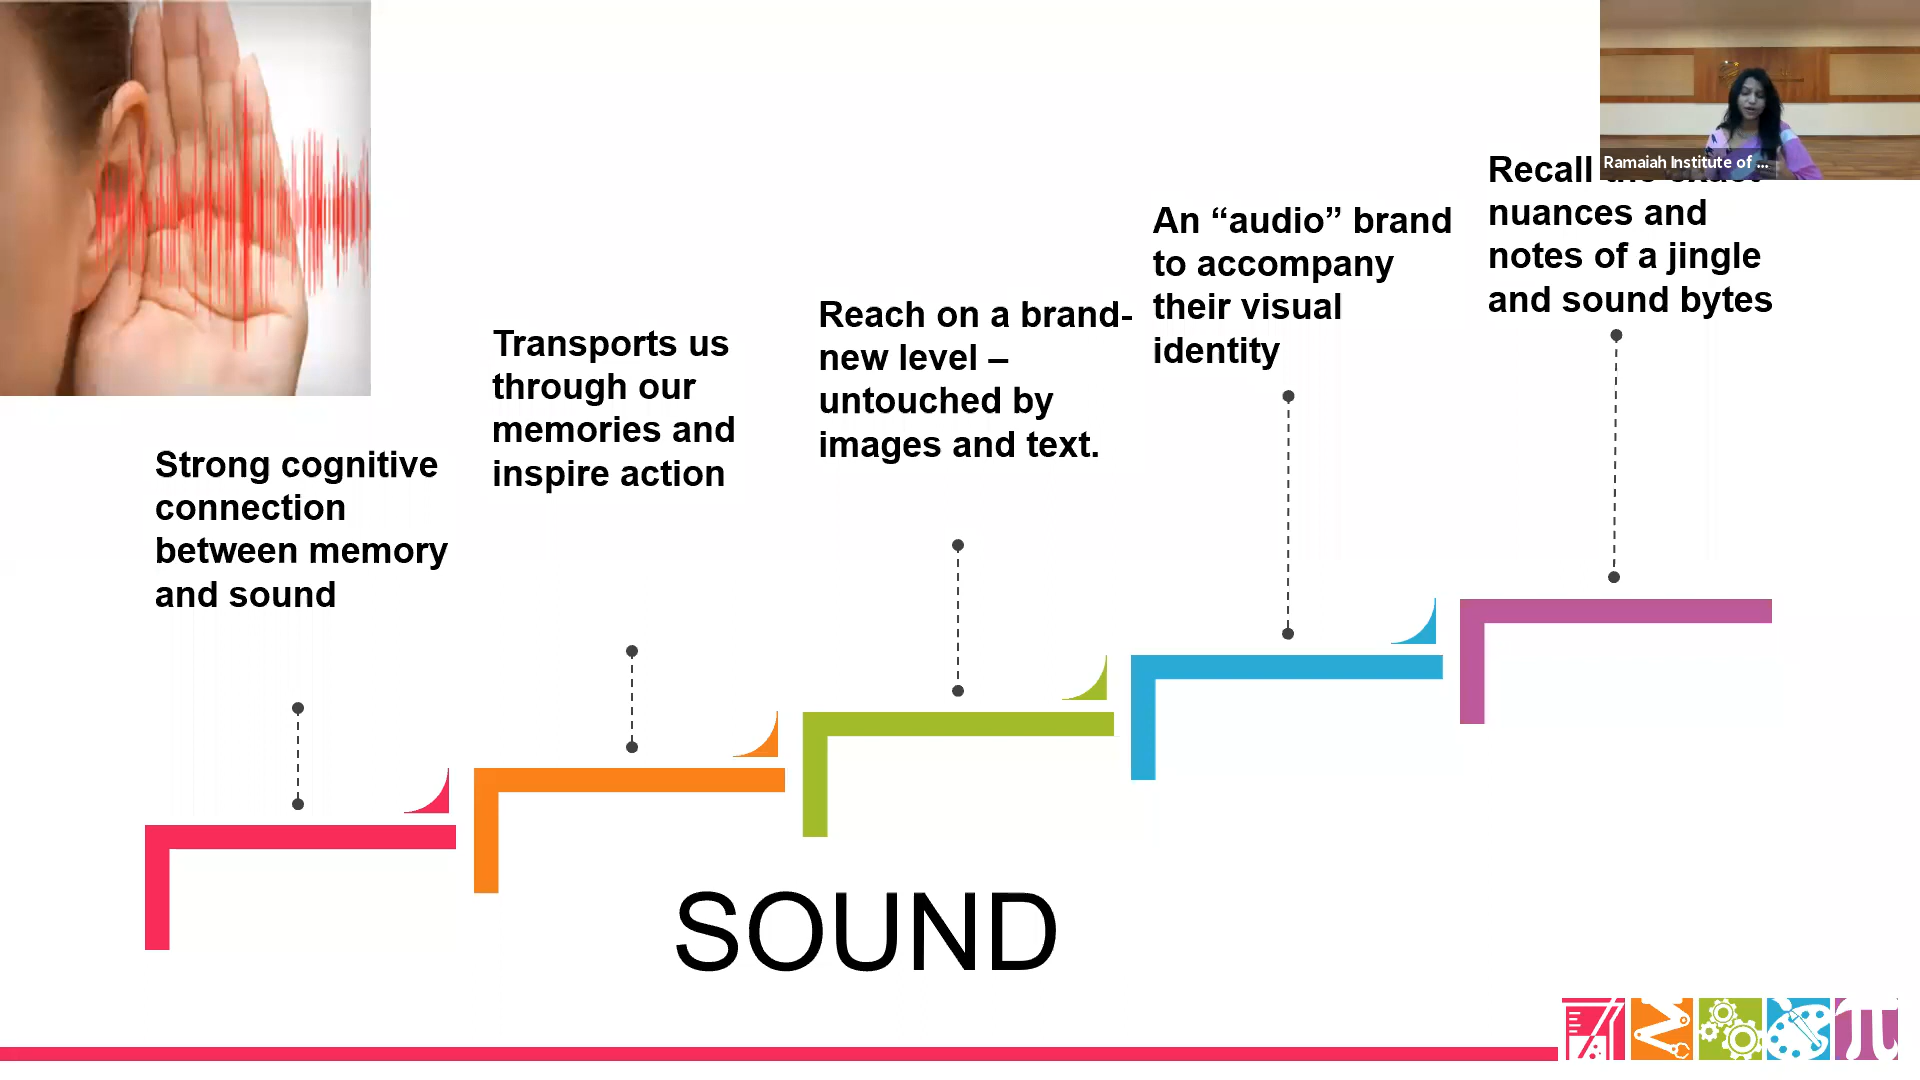 Strong cognitive
connection
between memory
and sound
Transports us
through our
memories and
inspire action
Reach on a brand-
new level –
untouched by
images and text.
An “audio” brand
to accompany
their visual
identity
Recall the exact
nuances and
notes of a jingle
and sound bytes
Ramaiah Institute of ...
SOUND
π